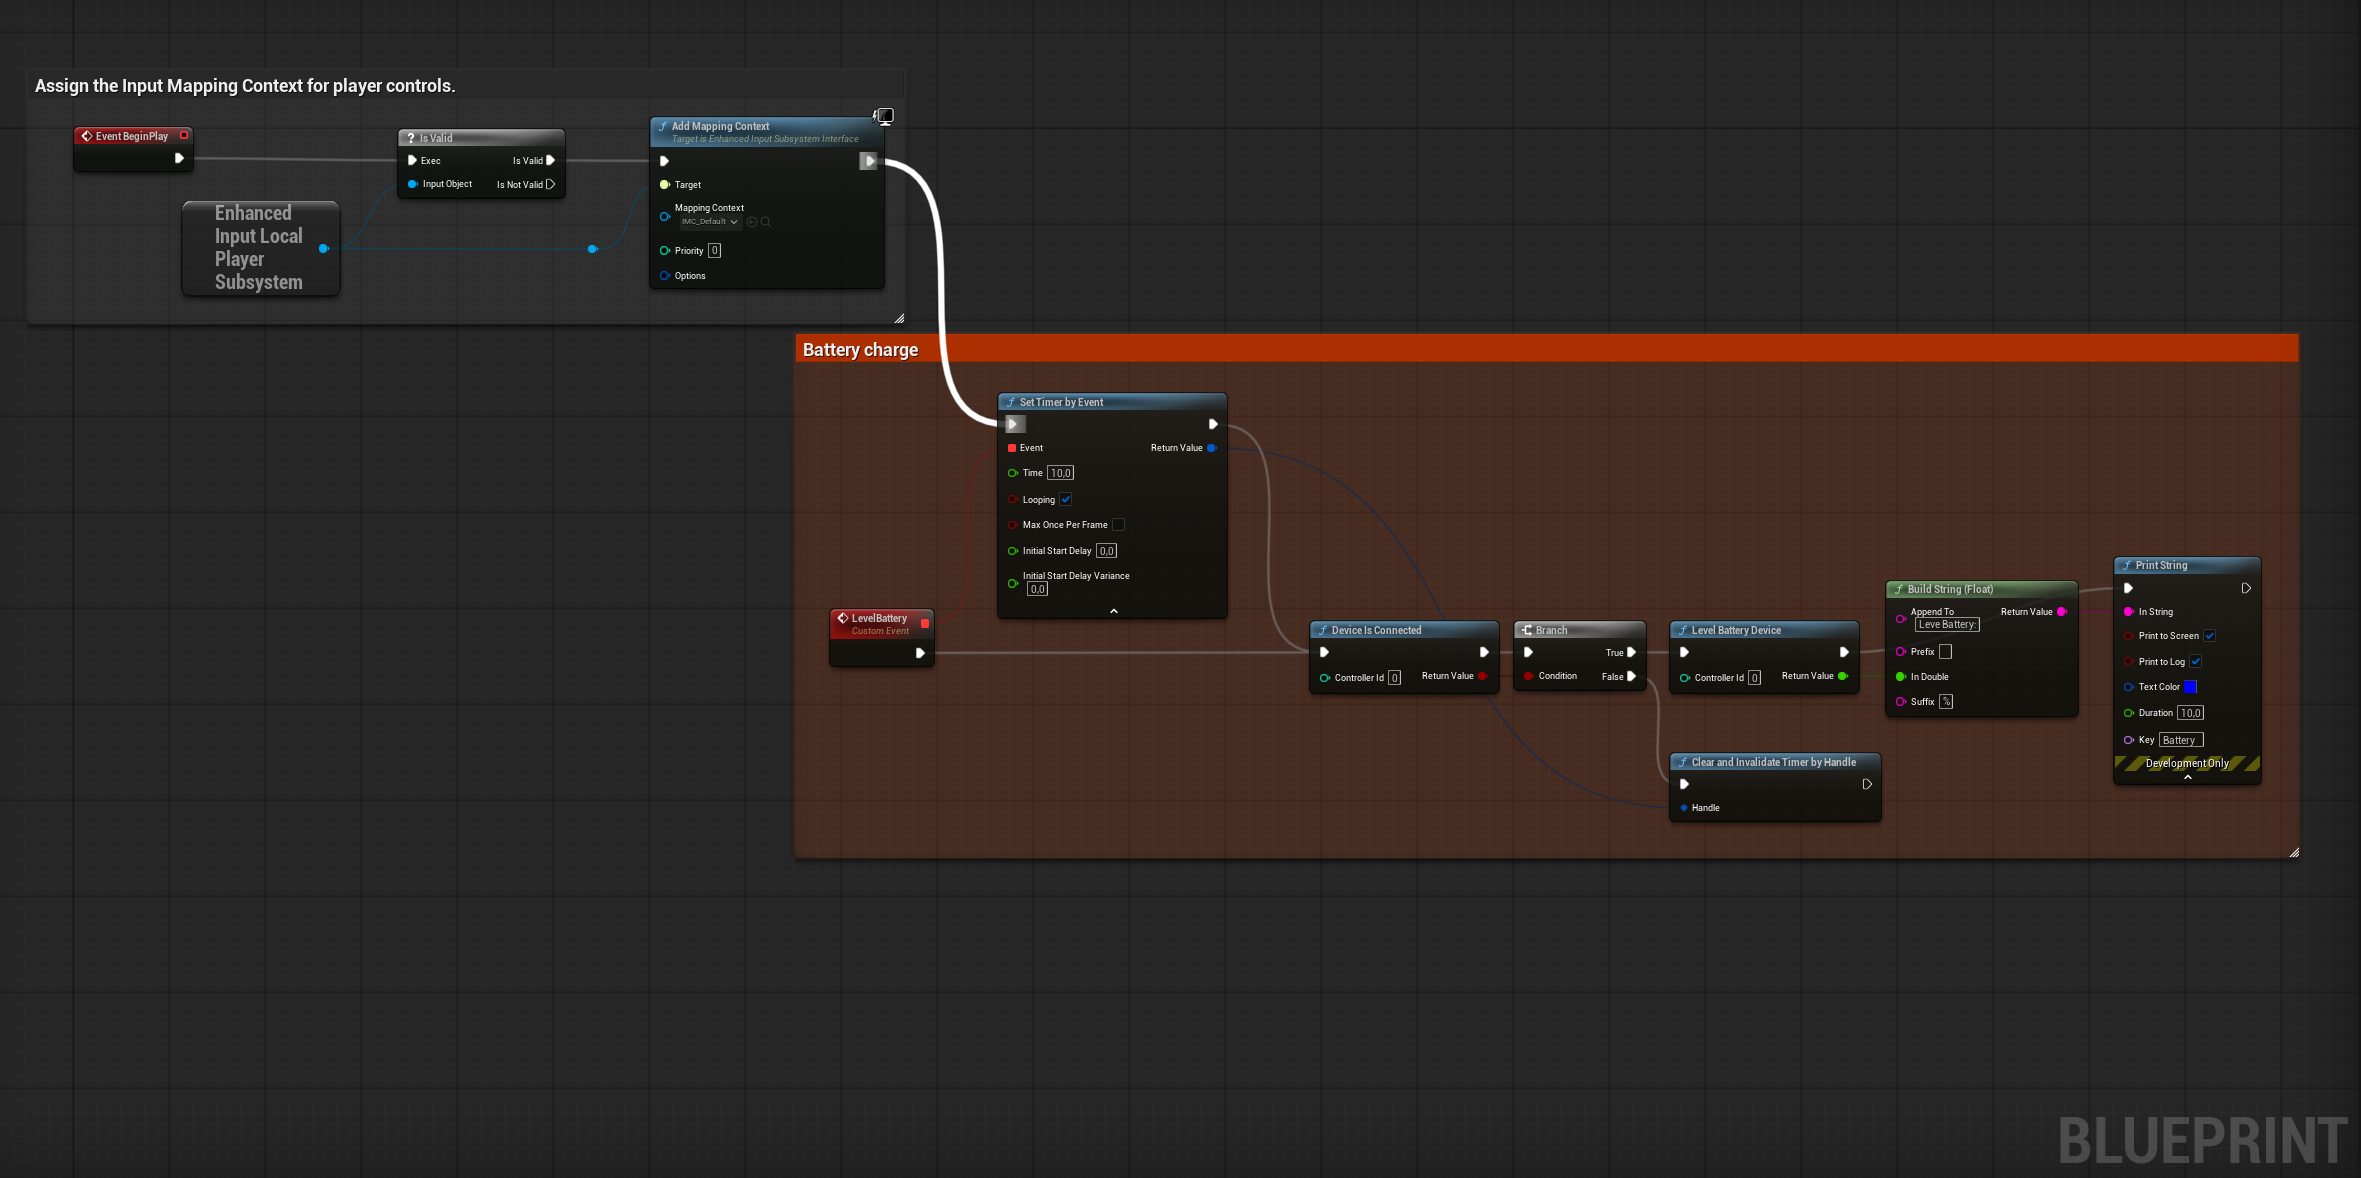 Assign the Input Mapping Context for player controls.
Event BeginPlay
Is Valid
Exec
Is Valid
Input Object
Is Not Valid
Enhanced
Input Local
Player
Subsystem
Add Mapping Context
Target is Enhanced Input Subsystem Interface
Target
Mapping Context
IMC_Default
Priority 0
Options
Battery charge
Set Timer by Event
Event
Return Value
Time 10,0
Looping
Max Once Per Frame
Initial Start Delay 0,0
Initial Start Delay Variance
0,0
LevelBattery
Custom Event
Device Is Connected
Controller Id 0
Return Value
Branch
True
Condition
False
Level Battery Device
Controller Id 0
Return Value
Clear and Invalidate Timer by Handle
Handle
Build String (Float)
Append To
Return Value
Leve Battery:
Prefix
In Double
Suffix %
Print String
In String
Print to Screen
Print to Log
Text Color
Duration 10,0
Key Battery
Development Only
BLUEPRINT